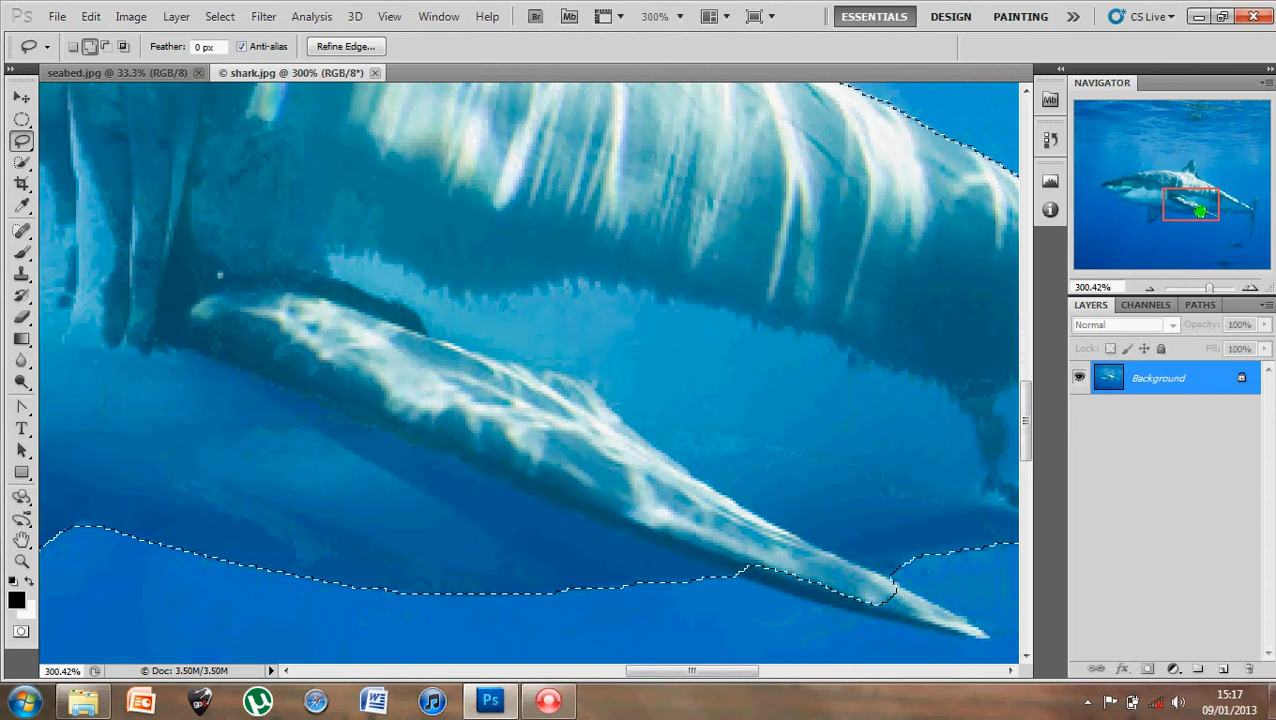 Ps File Edit Image Layer Select Filter Analysis 3D View Window Help Br Mb 300% ESSENTIALS DESIGN PAINTING CS Live
Feather: 0 px Anti-alias Refine Edge...
seabed.jpg @ 33.3% (RGB/8) © shark.jpg @ 300% (RGB/8*)
NAVIGATOR
Mb
300.42%
LAYERS CHANNELS PATHS
Normal Opacity: 100%
Lock: Fill: 100%
Background
T
300.42% © Doc: 3.50M/3.50M
fx
Ps
15:17
09/01/2013